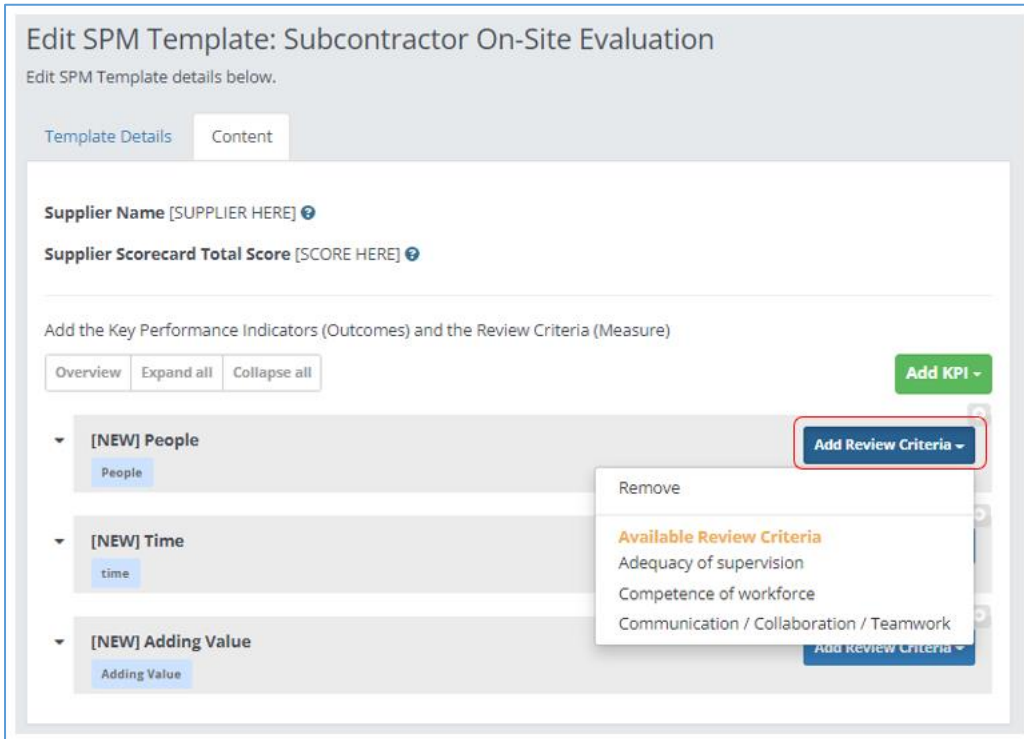 Edit SPM Template: Subcontractor On-Site Evaluation
Edit SPM Template details below.
Template Details
Content
Supplier Name [SUPPLIER HERE]
Supplier Scorecard Total Score [SCORE HERE]
Add the Key Performance Indicators (Outcomes) and the Review Criteria (Measure)
Overview
Expand all
Collapse all
Add KPI
[NEW] People
People
Add Review Criteria
Remove
Available Review Criteria
Adequacy of supervision
Competence of workforce
Communication / Collaboration / Teamwork
[NEW] Time
time
[NEW] Adding Value
Adding Value
Add Review Criteria